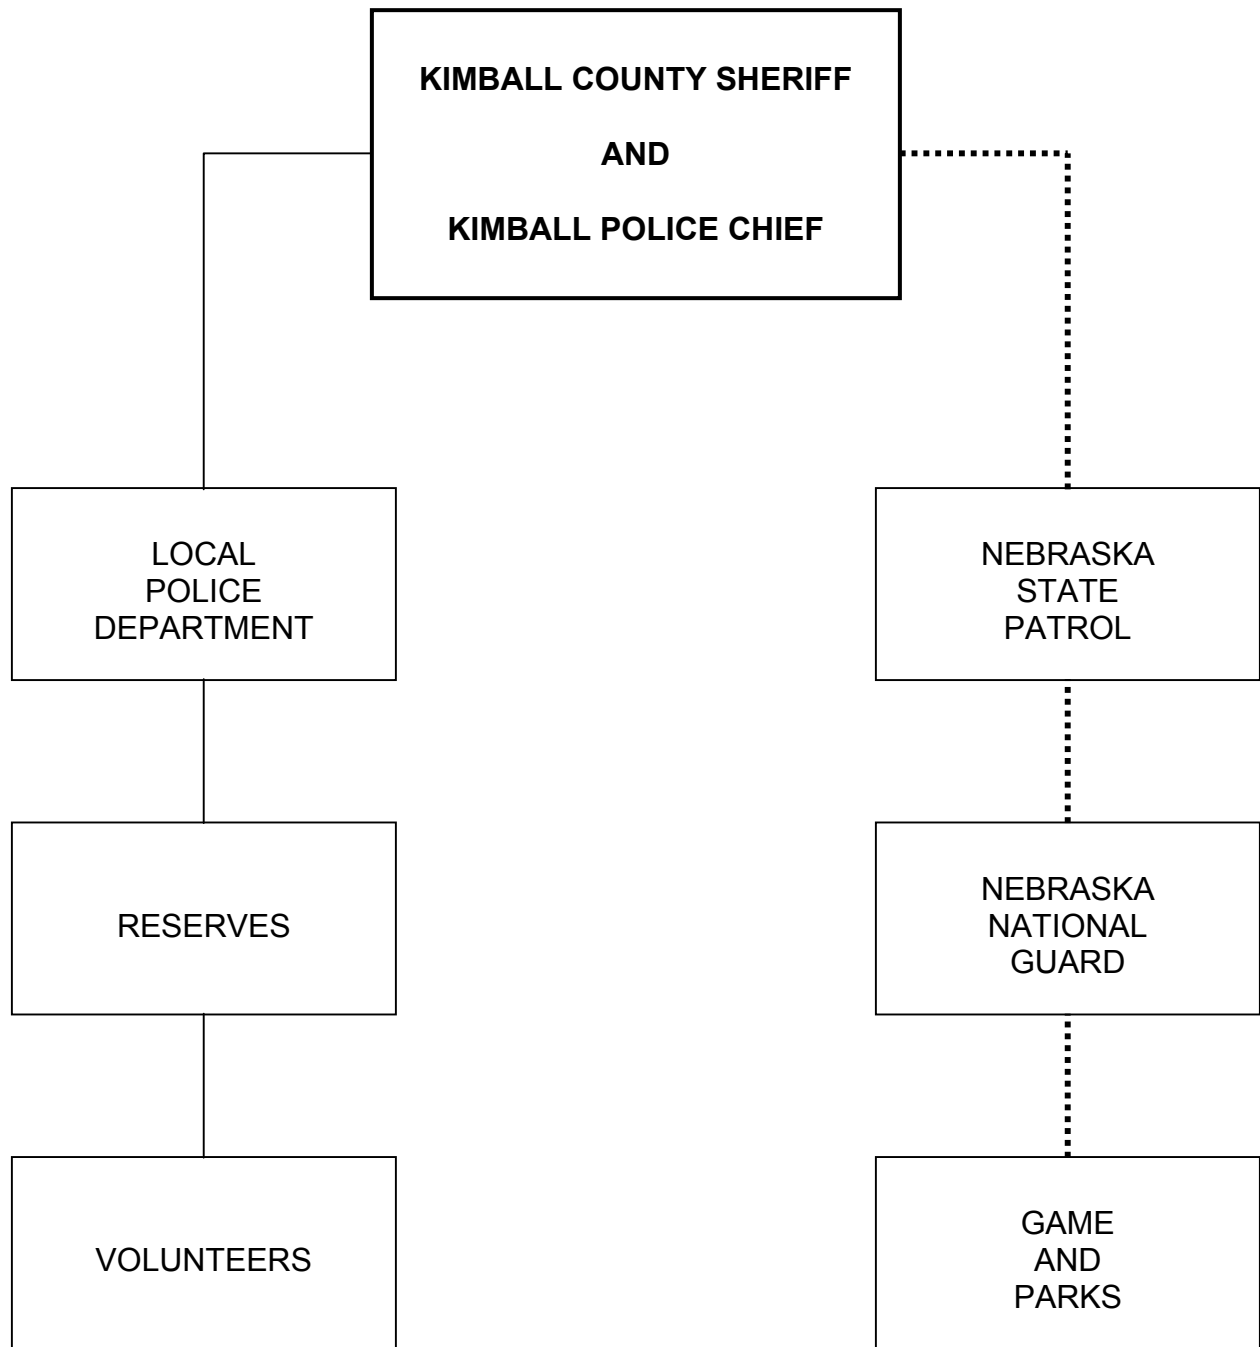 KIMBALL COUNTY SHERIFF
AND
KIMBALL POLICE CHIEF
LOCAL
POLICE
DEPARTMENT
NEBRASKA
STATE
PATROL
RESERVES
NEBRASKA
NATIONAL
GUARD
VOLUNTEERS
GAME
AND
PARKS